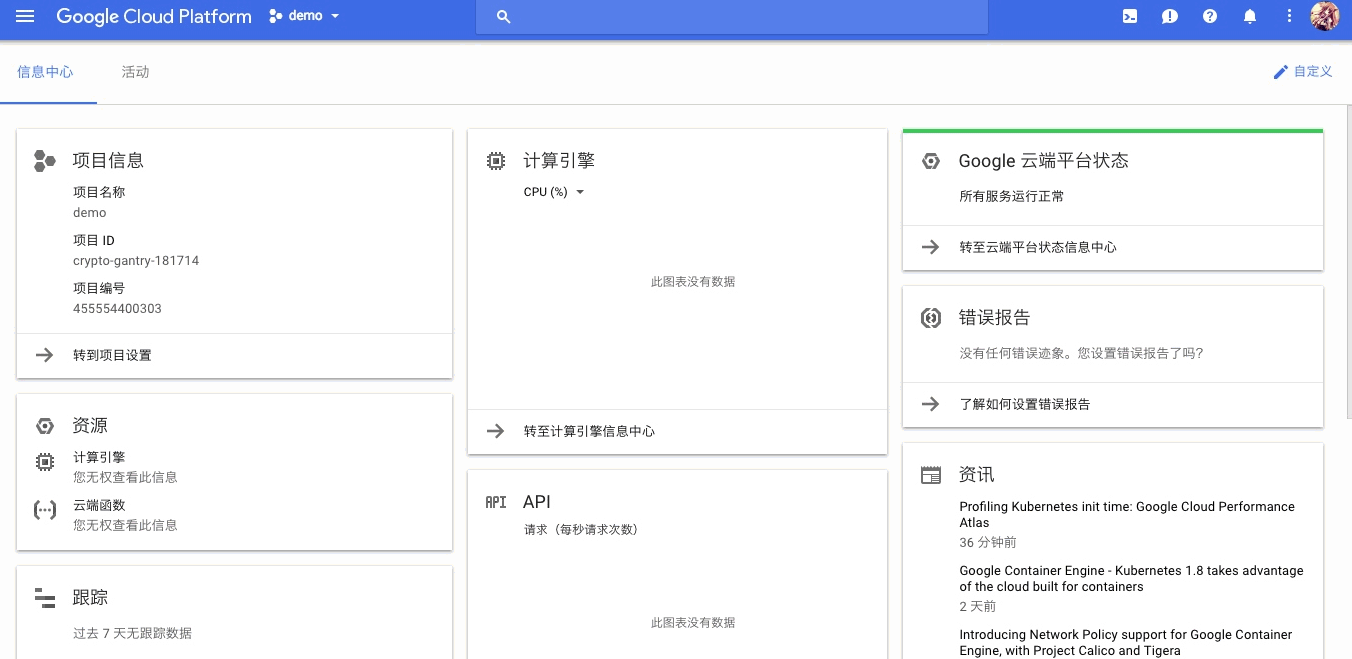 Google Cloud Platform
demo
信息中心
活动
自定义
项目信息
项目名称
demo
项目 ID
crypto-gantry-181714
项目编号
455554400303
转到项目设置
资源
计算引擎
您无权查看此信息
云端函数
您无权查看此信息
跟踪
过去 7 天无跟踪数据
计算引擎
CPU (%)
此图表没有数据
转至计算引擎信息中心
API
API
请求（每秒请求次数）
此图表没有数据
Google 云端平台状态
所有服务运行正常
转至云端平台状态信息中心
错误报告
没有任何错误迹象。您设置错误报告了吗?
了解如何设置错误报告
资讯
Profiling Kubernetes init time: Google Cloud Performance
Atlas
36 分钟前
Google Container Engine - Kubernetes 1.8 takes advantage
of the cloud built for containers
2 天前
Introducing Network Policy support for Google Container
Engine, with Project Calico and Tigera